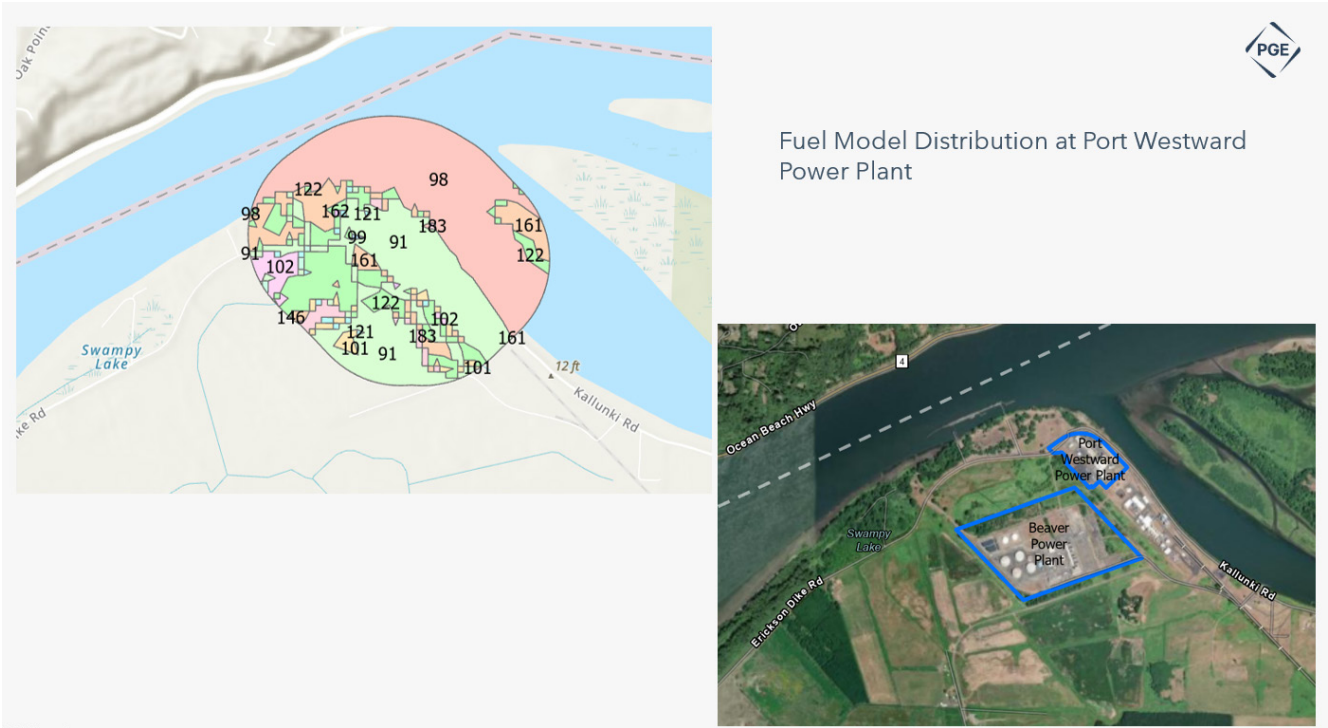 PGE
Fuel Model Distribution at Port Westward
Power Plant
Oak Poin
98
122
98
162
121
183
161
99
91
91
122
161
102
122
146
102
121
183
161
101
91
101
Swampy
Lake
12 ft
Kallunki Rd
ke Rd
4
Ocean Beach Hwy
Port
Westward
Power Plant
Beaver
Power
Plant
Swampy
Lake
Erickson Dike Rd
Kallunki Rd